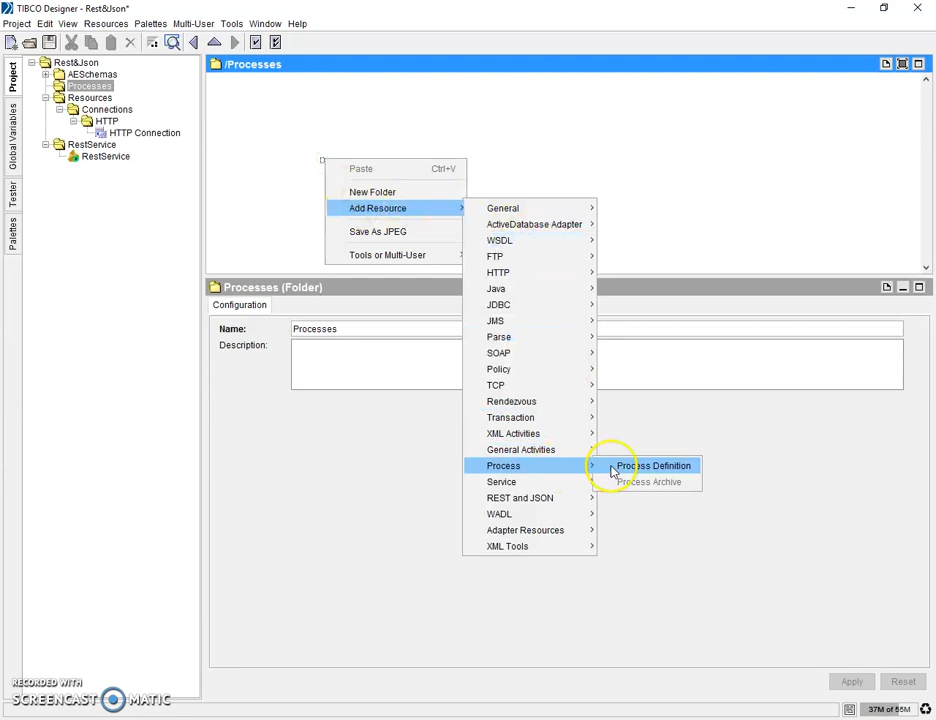 TIBCO Designer - Rest&Json*
Project Edit View Resources Palettes Multi-User Tools Window Help
Project
Global Variables
Tester
Palettes
Rest&Json
AESchemas
Processes
Resources
Connections
HTTP
HTTP Connection
RestService
RestService
/Processes
Paste Ctrl+V
New Folder
Add Resource
Save As JPEG
Tools or Multi-User
General
ActiveDatabase Adapter
WSDL
FTP
HTTP
Java
JDBC
JMS
Parse
SOAP
Policy
TCP
Rendezvous
Transaction
XML Activities
General Activities
Process
Service
REST and JSON
WADL
Adapter Resources
XML Tools
Process Definition
Process Archive
Processes (Folder)
Configuration
Name: Processes
Description:
Apply Reset
RECORDED WITH
SCREENCAST MATIC
37M of 55M